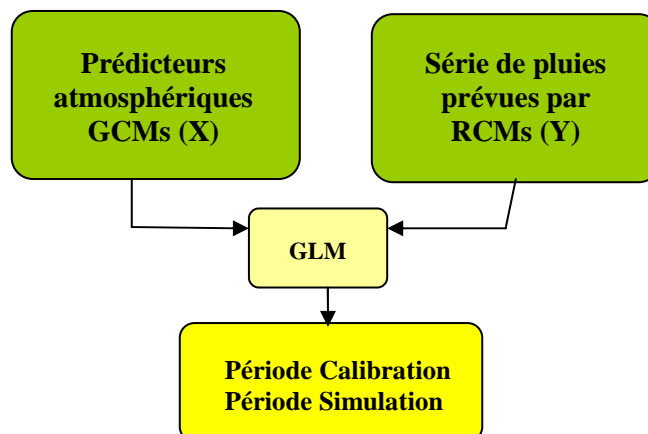 Prédicteurs
atmosphériques
GCMs (X)
Série de pluies
prévues par
RCMs (Y)
GLM
Période Calibration
Période Simulation